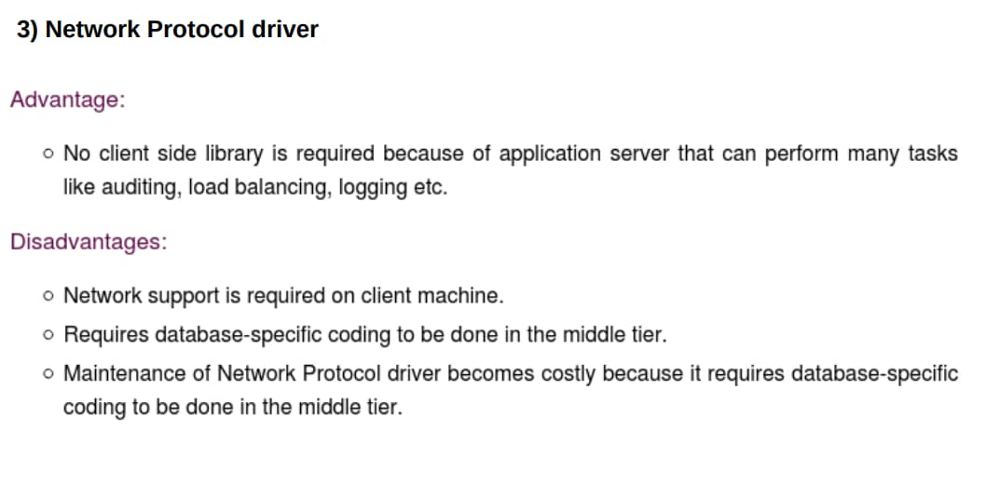 3) Network Protocol driver
Advantage:
○ No client side library is required because of application server that can perform many tasks
like auditing, load balancing, logging etc.
Disadvantages:
○ Network support is required on client machine.
○ Requires database-specific coding to be done in the middle tier.
○ Maintenance of Network Protocol driver becomes costly because it requires database-specific
coding to be done in the middle tier.